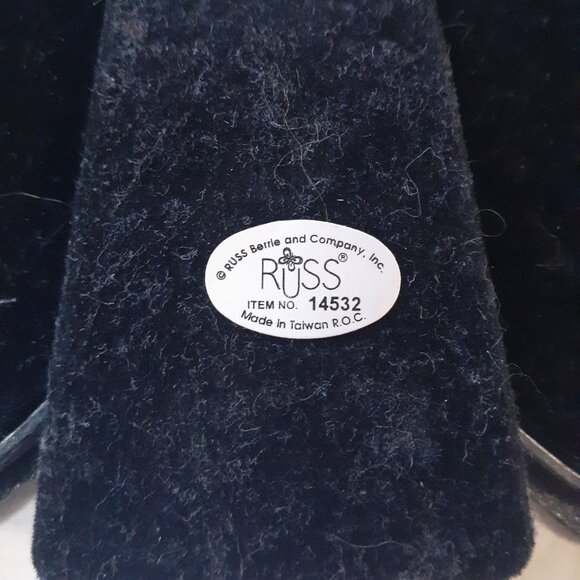 © RUSS Berrie and Company, Inc.
RUSS®
ITEM NO. 14532
Made in Taiwan R.O.C.